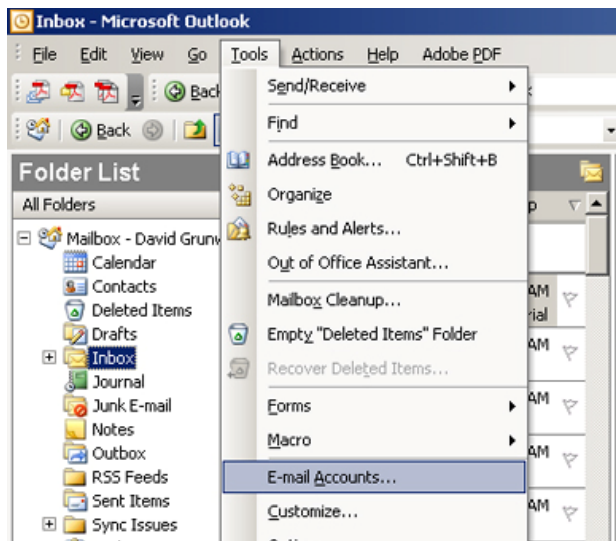 Inbox - Microsoft Outlook
File Edit View Go Tools Actions Help Adobe PDF
Back
Send/Receive
Back
Find
Folder List
Address Book... Ctrl+Shift+B
All Folders
Organize
Mailbox - David Grunw
Rules and Alerts...
Calendar
Out of Office Assistant...
Contacts
Mailbox Cleanup...
AM
Deleted Items
Drafts
Empty "Deleted Items" Folder
AM
Inbox
Recover Deleted Items...
Journal
Junk E-mail
Forms
AM
Notes
Macro
Outbox
AM
RSS Feeds
E-mail Accounts...
Sent Items
Customize...
AM
Sync Issues